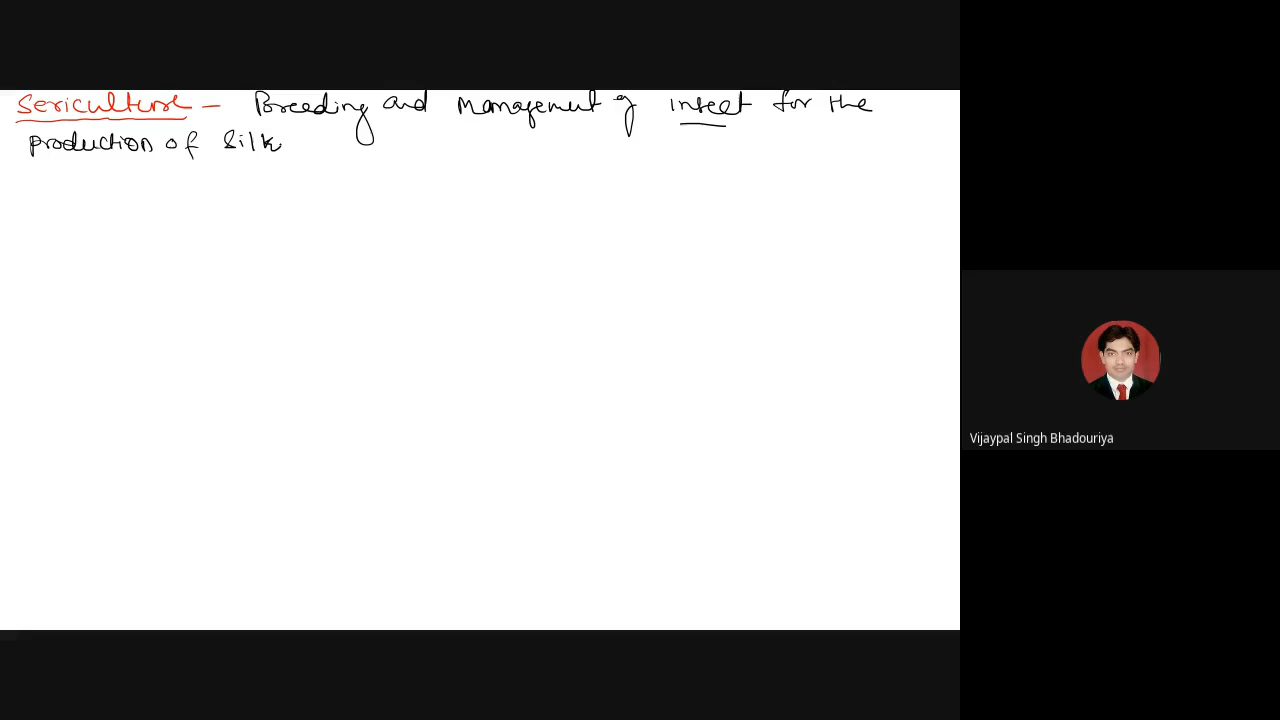 Sericulture - Breeding and Management of insect for the
production of silk
Vijaypal Singh Bhadouriya